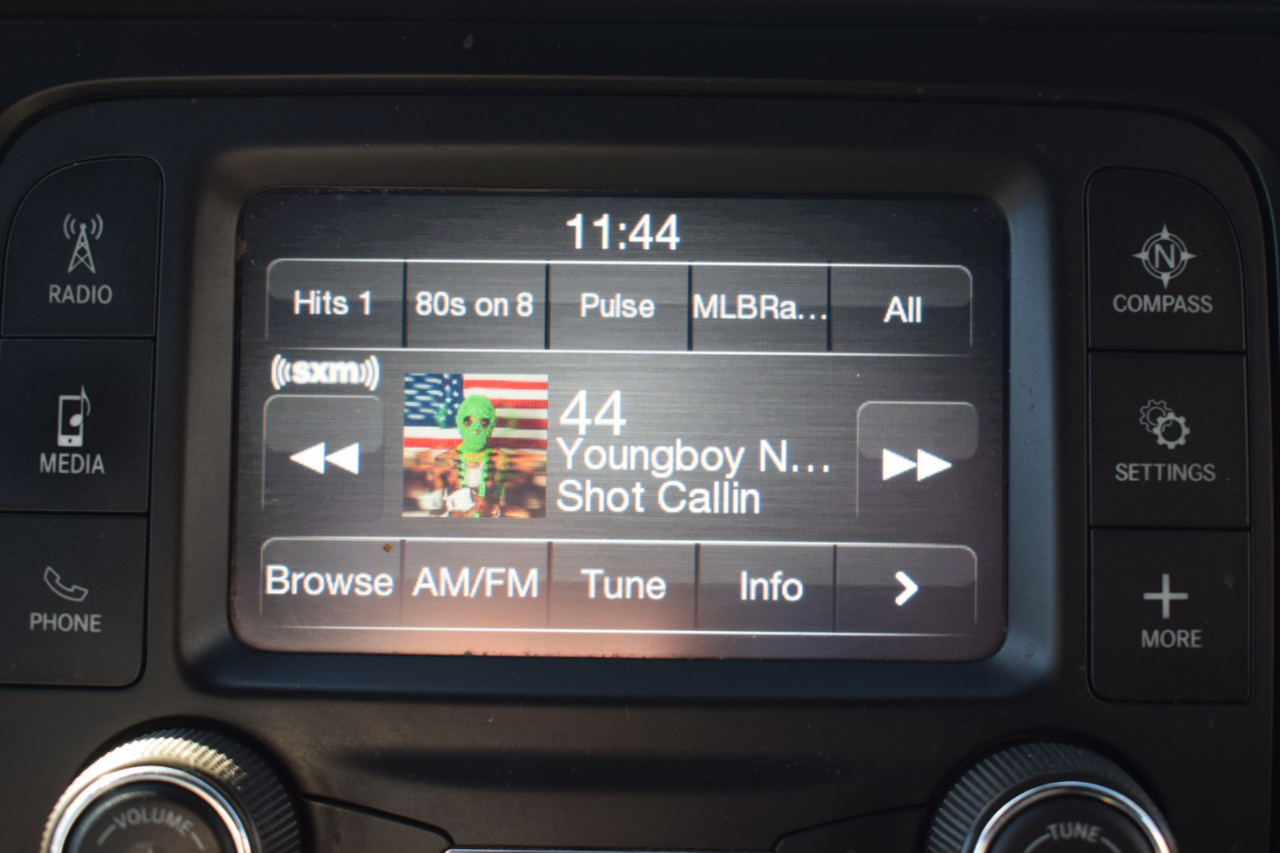 11:44
Hits 1 80s on 8 Pulse MLBRa... All
RADIO
N
COMPASS
((sxm))
44
Youngboy N...
Shot Callin
MEDIA
SETTINGS
Browse AM/FM Tune Info
PHONE
MORE
VOLUME
TUNE